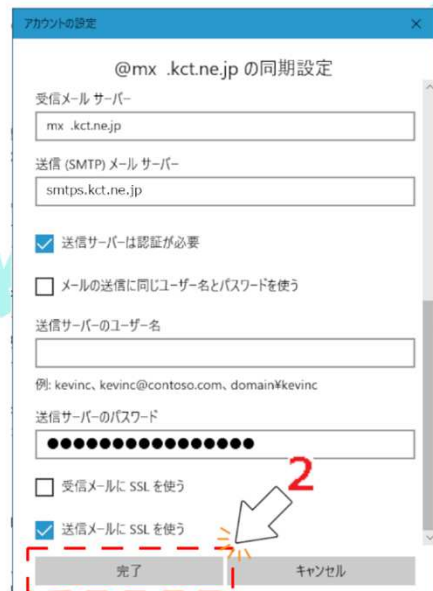 アカウントの設定
@mx .kct.ne.jp の同期設定
受信メール サーバー
mx .kct.ne.jp
送信 (SMTP) メール サーバー
smtps.kct.ne.jp
送信サーバーは認証が必要
メールの送信に同じユーザー名とパスワードを使う
送信サーバーのユーザー名
例: kevinc、kevinc@contoso.com、domain¥kevinc
送信サーバーのパスワード
●●●●●●●●●●●●●●●●
受信メールに SSL を使う
2
送信メールに SSL を使う
完了
キャンセル